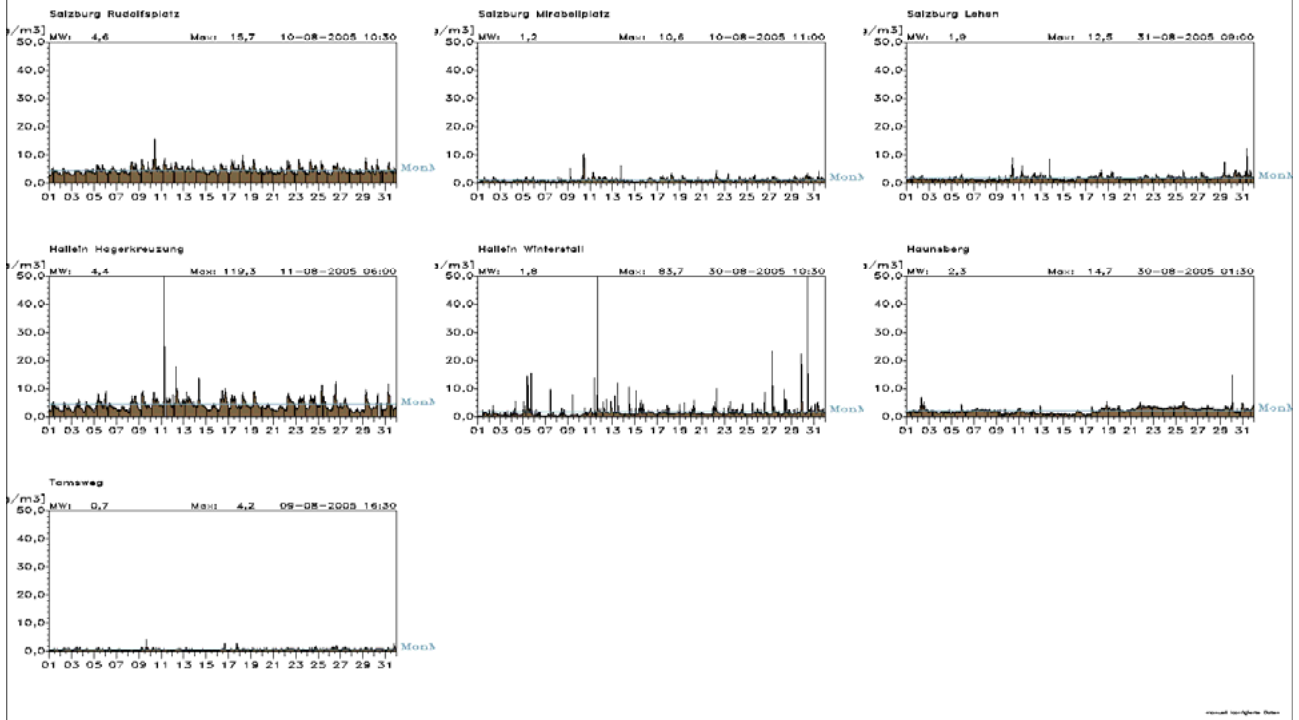 Salzburg Rudolfsplatz
/m3] MW: 4,6 Max: 15,7 10-08-2005 10:30
50,0
40,0
30,0
20,0
10,0
0,0
MonM
01 03 05 07 09 11 13 15 17 19 21 23 25 27 29 31
Salzburg Mirabellplatz
g/m3] MW: 1,2 Max: 10,6 10-08-2005 11:00
50,0
40,0
30,0
20,0
10,0
0,0
MonM
01 03 05 07 09 11 13 15 17 19 21 23 25 27 29 31
Salzburg Lehen
g/m3] MW: 1,9 Max: 12,5 31-08-2005 09:00
50,0
40,0
30,0
20,0
10,0
0,0
MonM
01 03 05 07 09 11 13 15 17 19 21 23 25 27 29 31
Hallein Hagerkreuzung
g/m3] MW: 4,4 Max: 119,3 11-08-2005 06:00
50,0
40,0
30,0
20,0
10,0
0,0
MonM
01 03 05 07 09 11 13 15 17 19 21 23 25 27 29 31
Hallein Winterstall
g/m3] MW: 1,8 Max: 83,7 30-08-2005 10:30
50,0
40,0
30,0
20,0
10,0
0,0
MonM
01 03 05 07 09 11 13 15 17 19 21 23 25 27 29 31
Haunsberg
g/m3] MW: 2,3 Max: 14,7 30-08-2005 01:30
50,0
40,0
30,0
20,0
10,0
0,0
MonM
01 03 05 07 09 11 13 15 17 19 21 23 25 27 29 31
Tamsweg
g/m3] MW: 0,7 Max: 4,2 09-08-2005 16:30
50,0
40,0
30,0
20,0
10,0
0,0
MonM
01 03 05 07 09 11 13 15 17 19 21 23 25 27 29 31